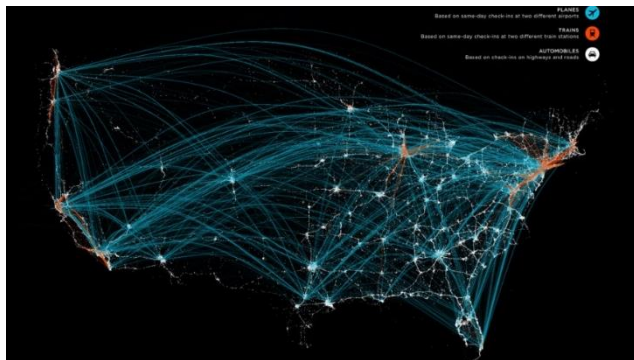 PLANES
Based on same-day check-ins at two different airports
TRAINS
Based on same-day check-ins at two different train stations
AUTOMOBILES
Based on check-ins on highways and roads